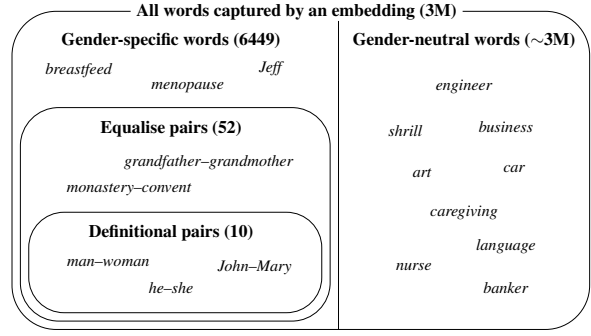 All words captured by an embedding (3M)
Gender-specific words (6449)
breastfeed
menopause
Jeff
Equalise pairs (52)
grandfather–grandmother
monastery–convent
Definitional pairs (10)
man–woman
John–Mary
he–she
Gender-neutral words (∼3M)
engineer
shrill
business
art
car
caregiving
language
nurse
banker